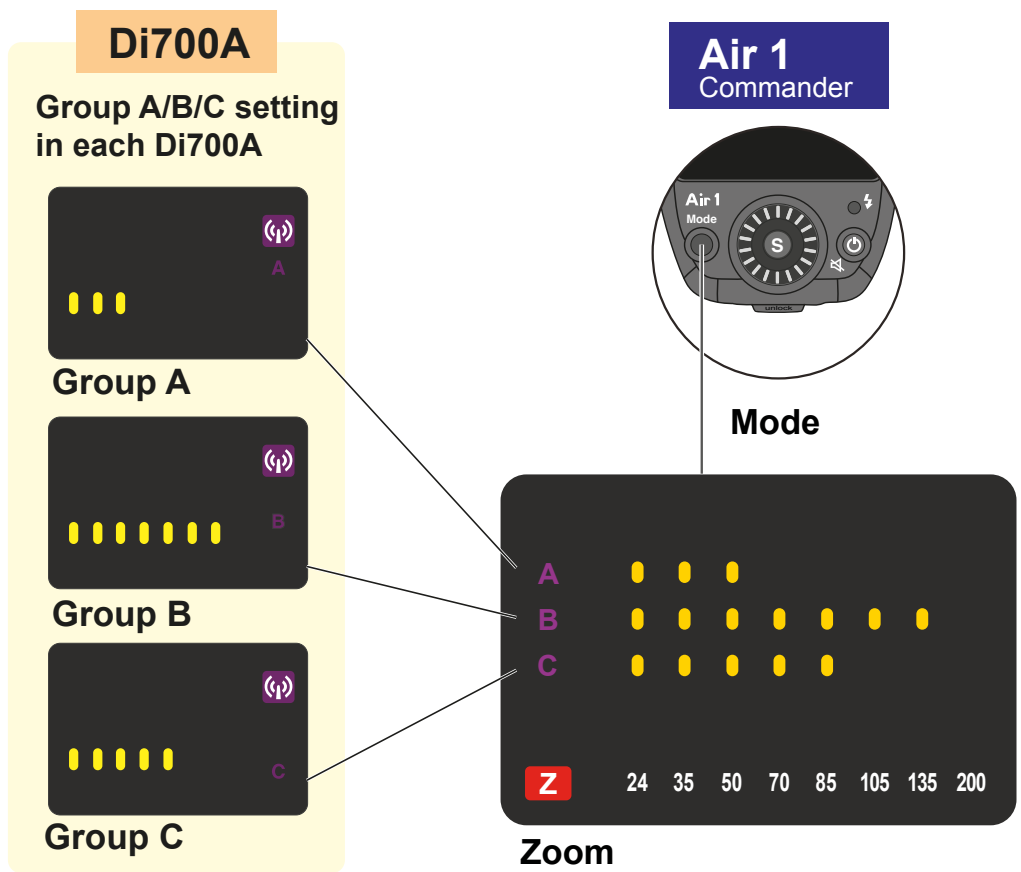 Di700A
Group A/B/C setting
in each Di700A
A
Group A
B
Group B
C
Group C
Air 1
Commander
Air 1
Mode
S
unlock
Mode
A
B
C
Z 24 35 50 70 85 105 135 200
Zoom